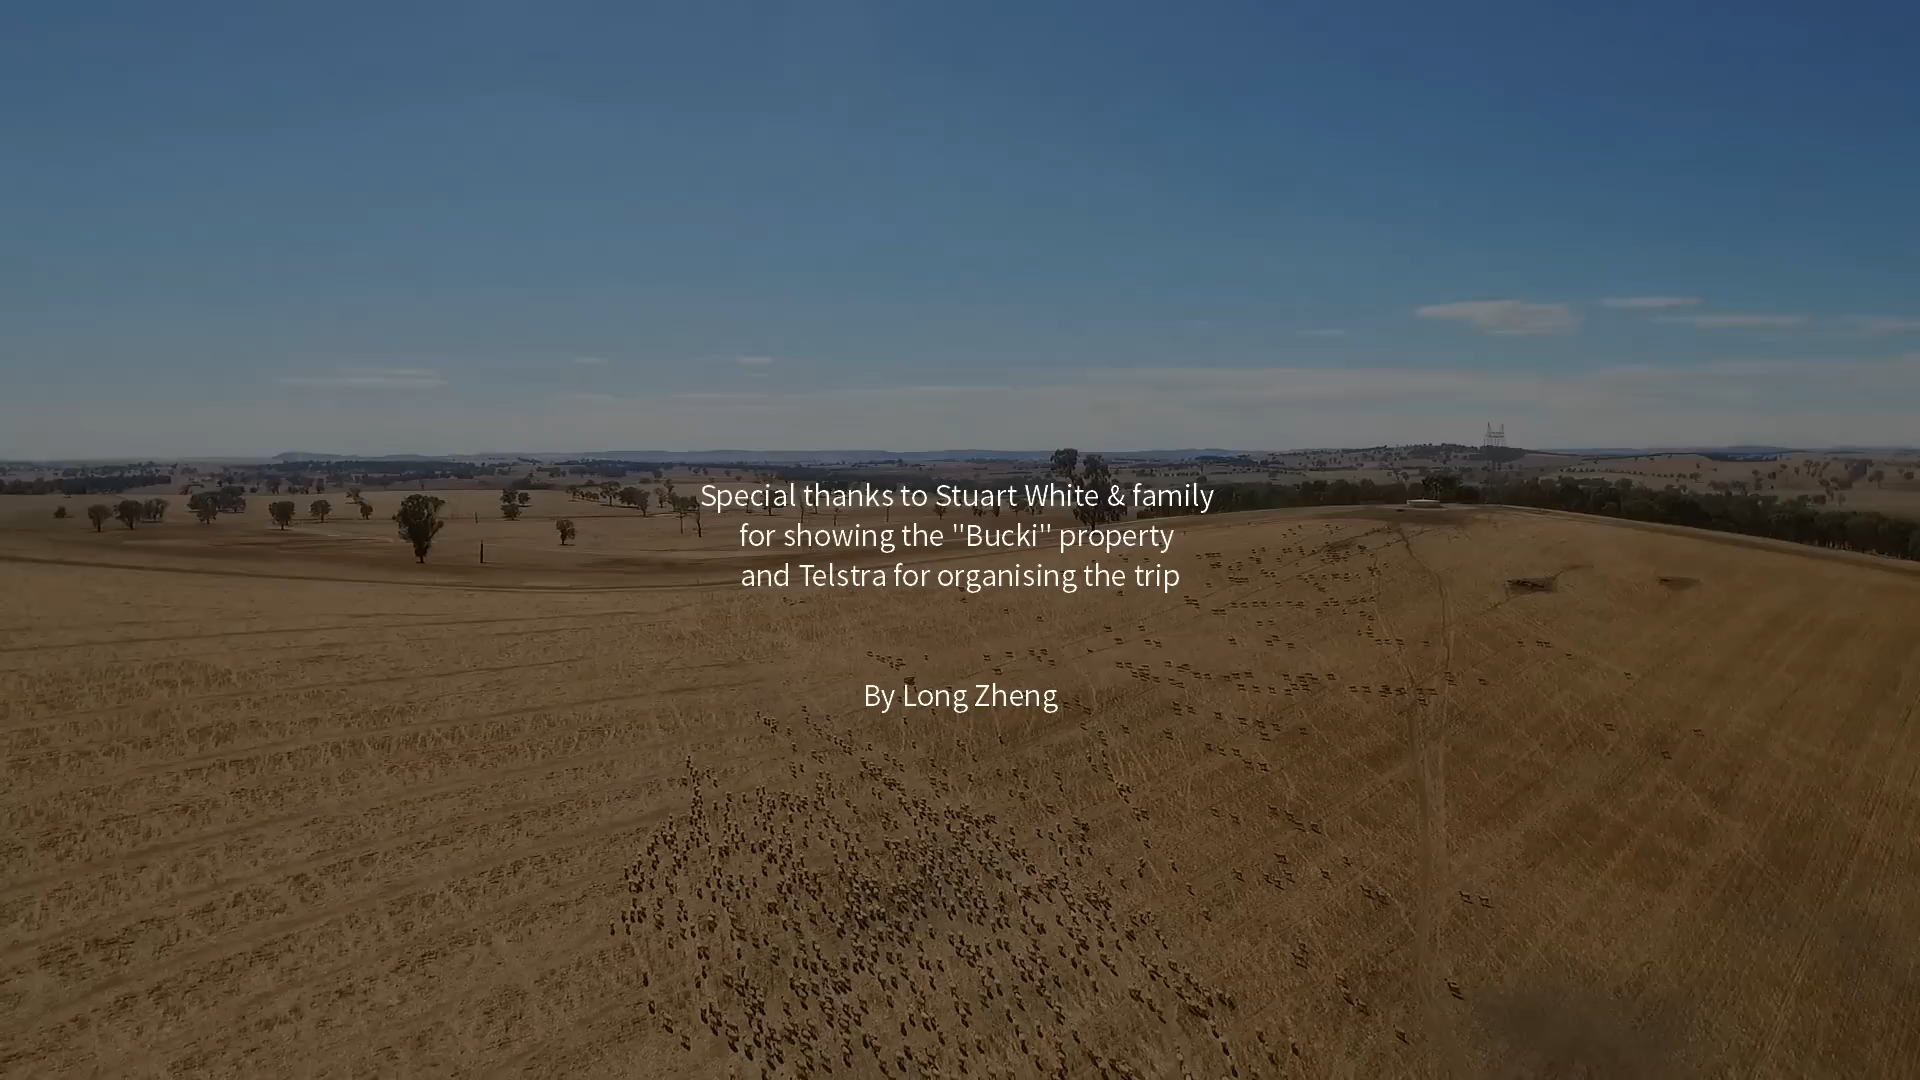 Special thanks to Stuart White & family
for showing the "Bucki" property
and Telstra for organising the trip
By Long Zheng